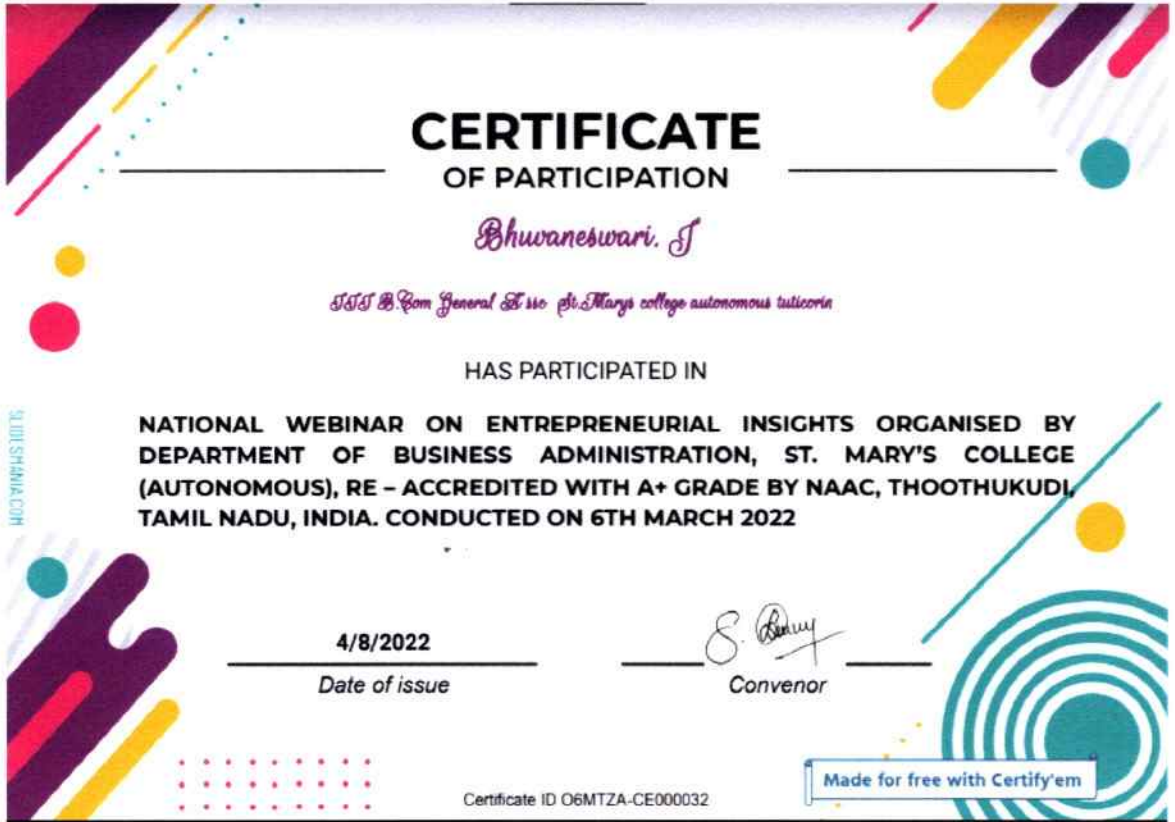 CERTIFICATE
OF PARTICIPATION
Bhuvaneswari. J
III B.Com General A ssc St.Marys college autonomous tuticorin
HAS PARTICIPATED IN
NATIONAL WEBINAR ON ENTREPRENEURIAL INSIGHTS ORGANISED BY
DEPARTMENT OF BUSINESS ADMINISTRATION, ST. MARY'S COLLEGE
(AUTONOMOUS), RE – ACCREDITED WITH A+ GRADE BY NAAC, THOOTHUKUDI,
TAMIL NADU, INDIA. CONDUCTED ON 6TH MARCH 2022
SLIDESMANIA.COM
4/8/2022
Date of issue
S.
Convenor
Made for free with Certify'em
Certificate ID O6MTZA-CE000032